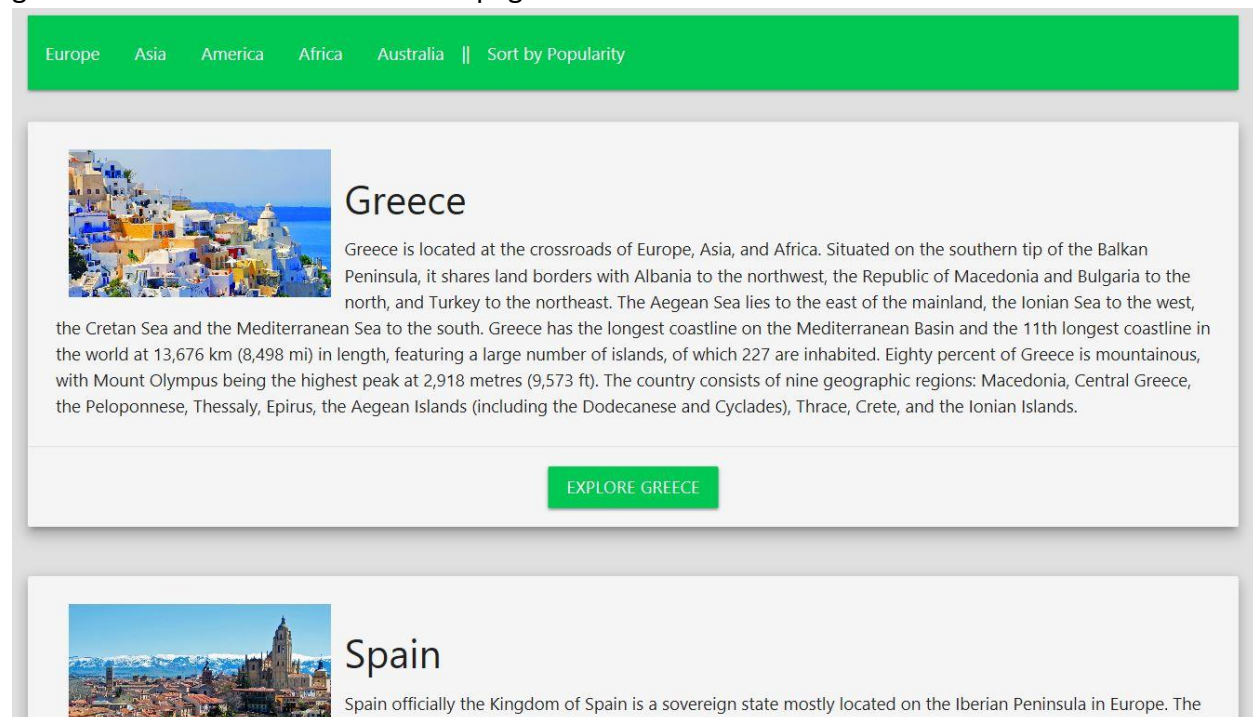 Europe Asia America Africa Australia || Sort by Popularity
Greece
Greece is located at the crossroads of Europe, Asia, and Africa. Situated on the southern tip of the Balkan
Peninsula, it shares land borders with Albania to the northwest, the Republic of Macedonia and Bulgaria to the
north, and Turkey to the northeast. The Aegean Sea lies to the east of the mainland, the Ionian Sea to the west,
the Cretan Sea and the Mediterranean Sea to the south. Greece has the longest coastline on the Mediterranean Basin and the 11th longest coastline in
the world at 13,676 km (8,498 mi) in length, featuring a large number of islands, of which 227 are inhabited. Eighty percent of Greece is mountainous,
with Mount Olympus being the highest peak at 2,918 metres (9,573 ft). The country consists of nine geographic regions: Macedonia, Central Greece,
the Peloponnese, Thessaly, Epirus, the Aegean Islands (including the Dodecanese and Cyclades), Thrace, Crete, and the Ionian Islands.
EXPLORE GREECE
Spain
Spain officially the Kingdom of Spain is a sovereign state mostly located on the Iberian Peninsula in Europe. The